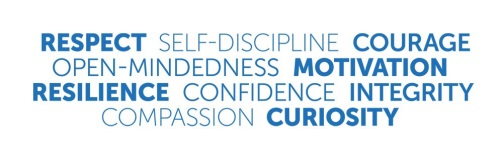 RESPECT SELF-DISCIPLINE COURAGE
OPEN-MINDEDNESS MOTIVATION
RESILIENCE CONFIDENCE INTEGRITY
COMPASSION CURIOSITY